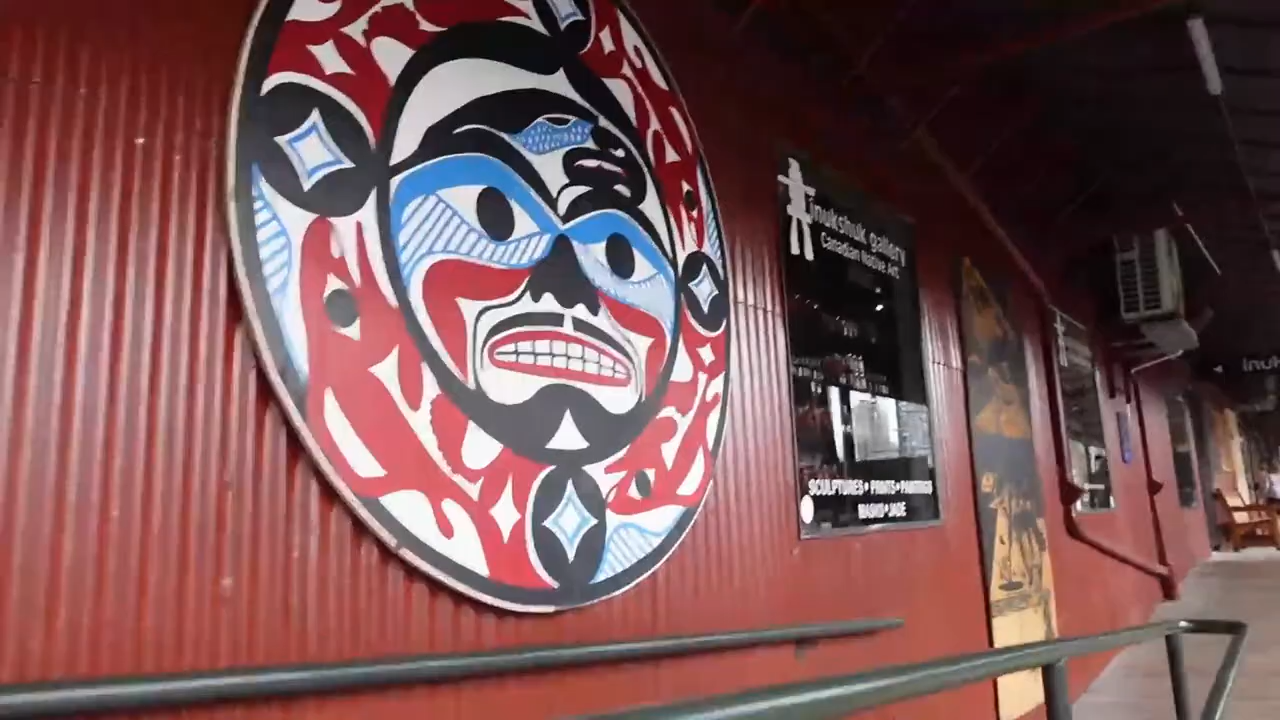 inukshuk gallery
Canadian Native Art
SCULPTURES • PRINTS • PAINTINGS
MASKS • JADE